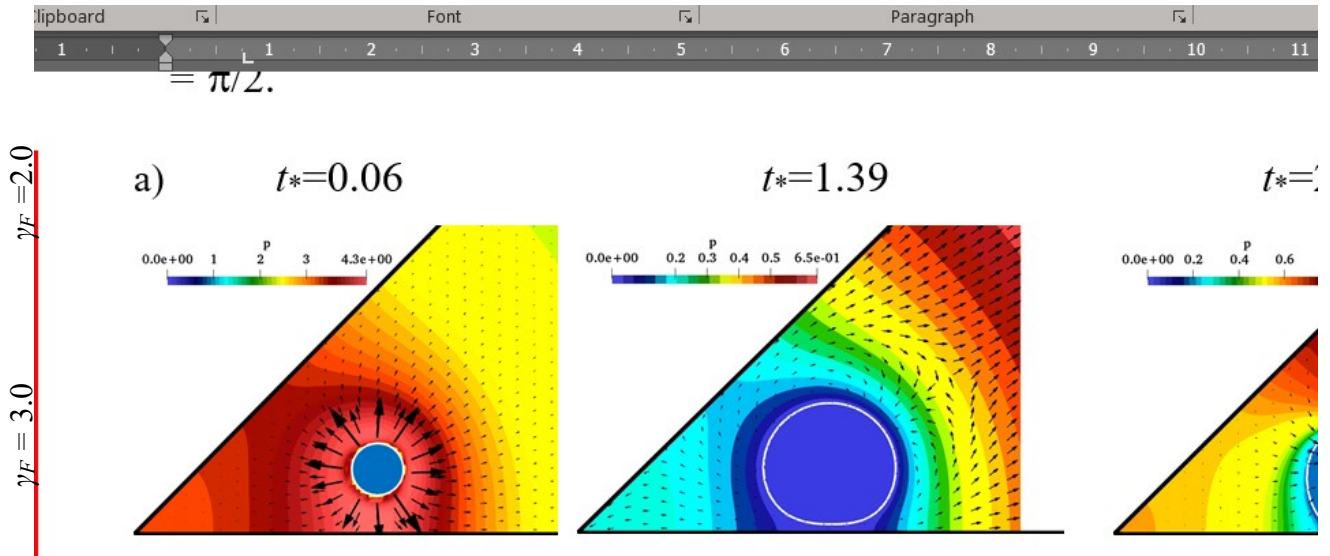 Clipboard Font Paragraph
1 1 2 3 4 5 6 7 8 9 10 11
= π/2.
γF =2.0
γF = 3.0
a) t*=0.06 t*=1.39
p
0.0e+00 1 2 3 4.3e+00
p
0.0e+00 0.2 0.3 0.4 0.5 6.5e-01
p
0.0e+00 0.2 0.4 0.6